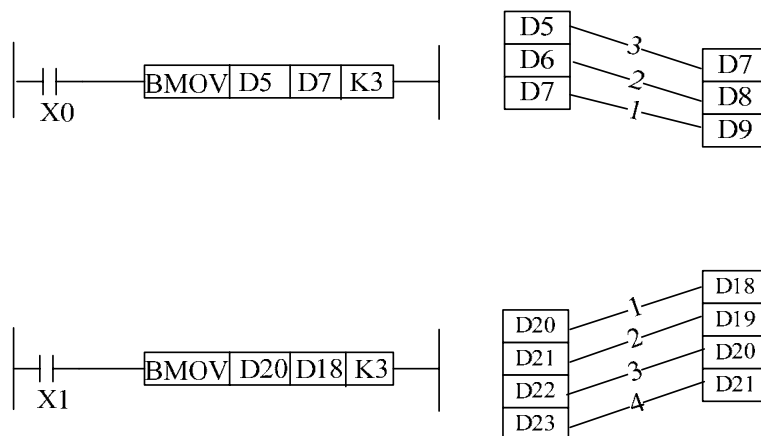 BMOV D5 D7 K3
X0
D5
D6
D7
3
2
1
D7
D8
D9
BMOV D20 D18 K3
X1
D20
D21
D22
D23
1
2
3
4
D18
D19
D20
D21